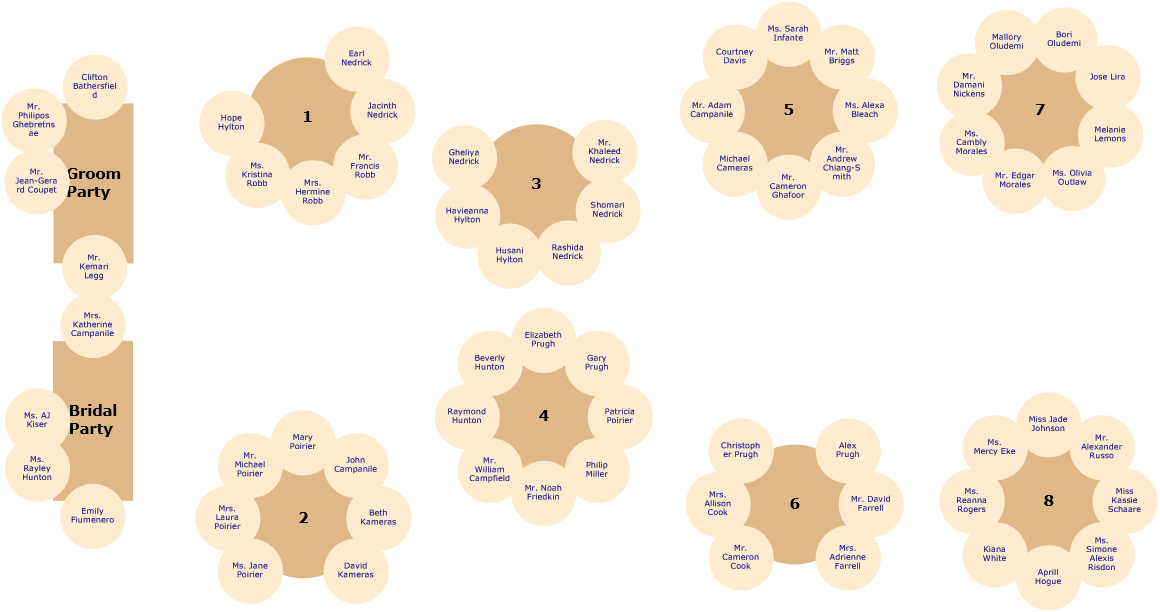 Clifton
Bathersfiel
d
Mr.
Philipos
Ghebretns
ae
Mr.
Jean-Gera
rd Coupet
Groom
Party
Mr.
Kemari
Legg
Mrs.
Katherine
Campanile
Ms. AJ
Kiser
Bridal
Party
Ms.
Rayley
Hunton
Emily
Fiumenero
Earl
Nedrick
Jacinth
Nedrick
1
Hope
Hylton
Ms.
Kristina
Robb
Mrs.
Hermine
Robb
Mr.
Francis
Robb
Mary
Poirier
Mr.
Michael
Poirier
John
Campanile
Mrs.
Laura
Poirier
2
Beth
Kameras
Ms. Jane
Poirier
David
Kameras
Gheliya
Nedrick
Mr.
Khaleed
Nedrick
3
Havieanna
Hylton
Shomari
Nedrick
Husani
Hylton
Rashida
Nedrick
Elizabeth
Prugh
Beverly
Hunton
Gary
Prugh
Raymond
Hunton
4
Patricia
Poirier
Mr.
William
Campfield
Philip
Miller
Mr. Noah
Friedkin
Ms. Sarah
Infante
Courtney
Davis
Mr. Matt
Briggs
Mr. Adam
Campanile
5
Ms. Alexa
Bleach
Michael
Cameras
Mr.
Andrew
Chiang-S
mith
Mr.
Cameron
Ghafoor
Christoph
er Prugh
Alex
Prugh
Mrs.
Allison
Cook
6
Mr. David
Farrell
Mr.
Cameron
Cook
Mrs.
Adrienne
Farrell
Mallory
Oludemi
Bori
Oludemi
Mr.
Damani
Nickens
Jose Lira
7
Ms.
Cambly
Morales
Melanie
Lemons
Mr. Edgar
Morales
Ms. Olivia
Outlaw
Miss Jade
Johnson
Ms.
Mercy Eke
Mr.
Alexander
Russo
Ms.
Reanna
Rogers
8
Miss
Kassie
Schaare
Kiana
White
Ms.
Simone
Alexis
Risdon
Aprill
Hogue